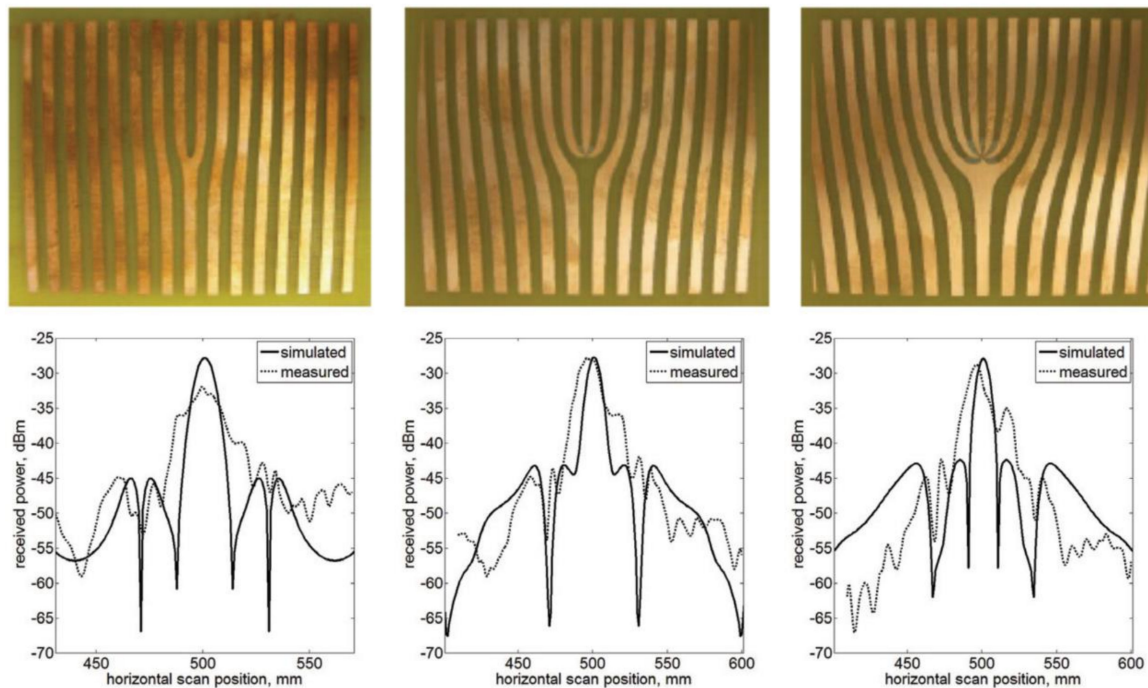 -25
-30
-35
-40
-45
-50
-55
-60
-65
-70
received power, dBm
simulated
measured
450 500 550
horizontal scan position, mm
-25
-30
-35
-40
-45
-50
-55
-60
-65
-70
received power, dBm
simulated
measured
450 500 550 600
horizontal scan position, mm
-25
-30
-35
-40
-45
-50
-55
-60
-65
-70
received power, dBm
simulated
measured
450 500 550 600
horizontal scan position, mm